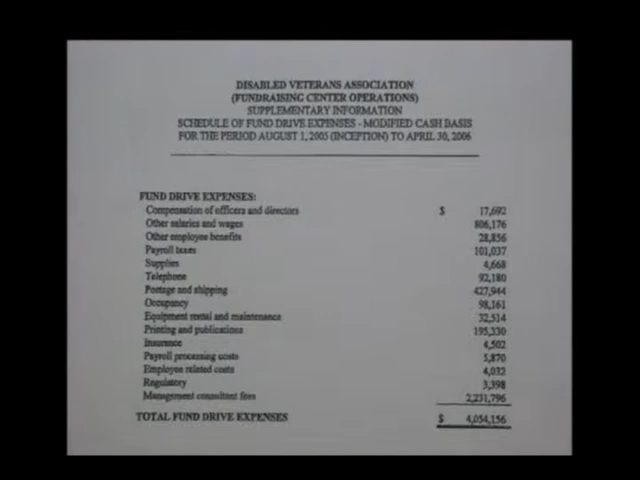 DISABLED VETERANS ASSOCIATION
(FUNDRAISING CENTER OPERATIONS)
SUPPLEMENTARY INFORMATION
SCHEDULE OF FUND DRIVE EXPENSES - MODIFIED CASH BASIS
FOR THE PERIOD AUGUST 1, 2005 (INCEPTION) TO APRIL 30, 2006
FUND DRIVE EXPENSES:
Compensation of officers and directors $ 17,692
Other salaries and wages 806,176
Other employee benefits 28,856
Payroll taxes 101,037
Supplies 4,668
Telephone 92,180
Postage and shipping 427,944
Occupancy 98,161
Equipment rental and maintenance 32,514
Printing and publications 195,330
Insurance 4,502
Payroll processing costs 5,870
Employee related costs 4,032
Regulatory 3,398
Management consultant fees 2,231,796
TOTAL FUND DRIVE EXPENSES $ 4,054,156